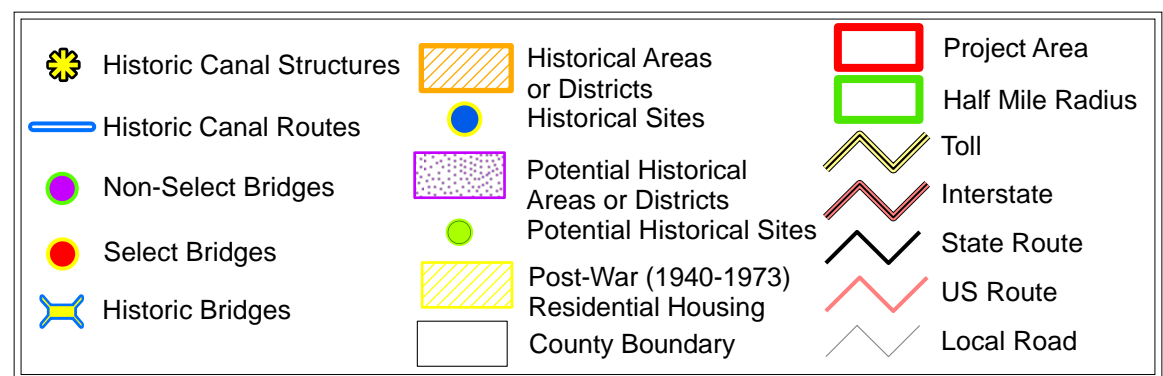 Historic Canal Structures
Historic Canal Routes
Non-Select Bridges
Select Bridges
Historic Bridges
Historical Areas
or Districts
Historical Sites
Potential Historical
Areas or Districts
Potential Historical Sites
Post-War (1940-1973)
Residential Housing
County Boundary
Project Area
Half Mile Radius
Toll
Interstate
State Route
US Route
Local Road